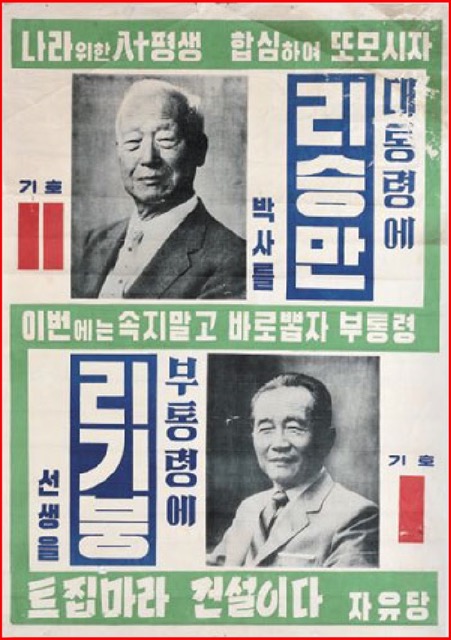 나라위한 八十평생 합심하여 또모시자
대통령에
리승만
박사를
기호
II
이번에는 속지말고 바로뽑자 부통령
부통령에
리기붕
선생을
기호
I
트집마라 건설이다 자유당